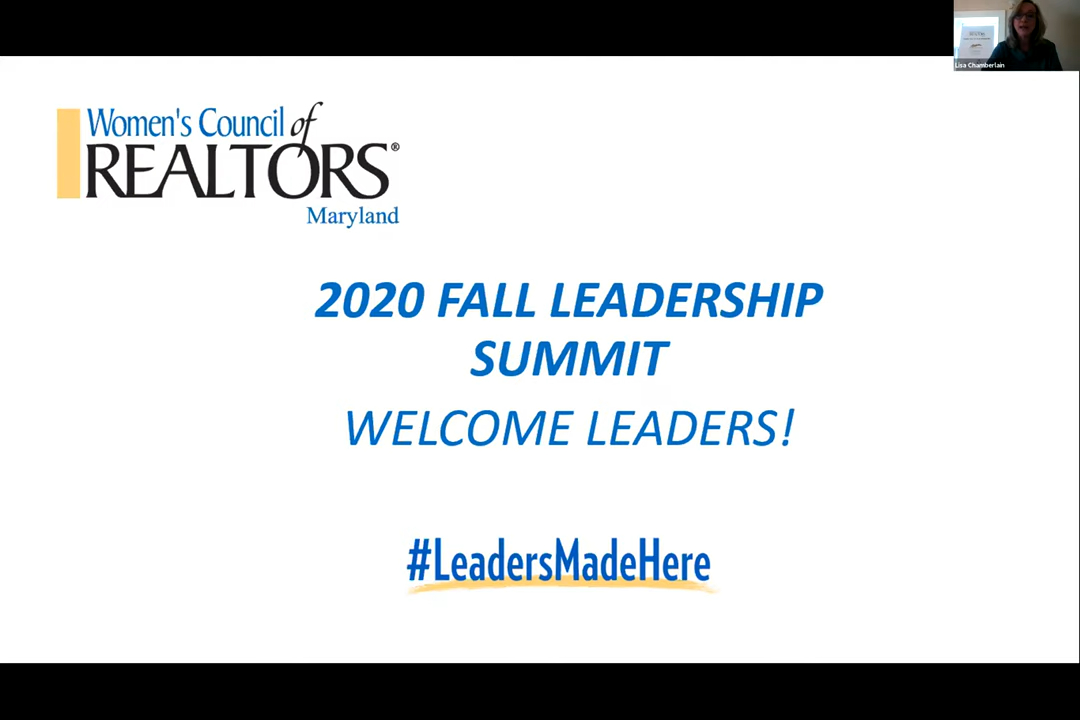 Lisa Chamberlain
Women's Council of
REALTORS®
Maryland
2020 FALL LEADERSHIP
SUMMIT
WELCOME LEADERS!
#LeadersMadeHere